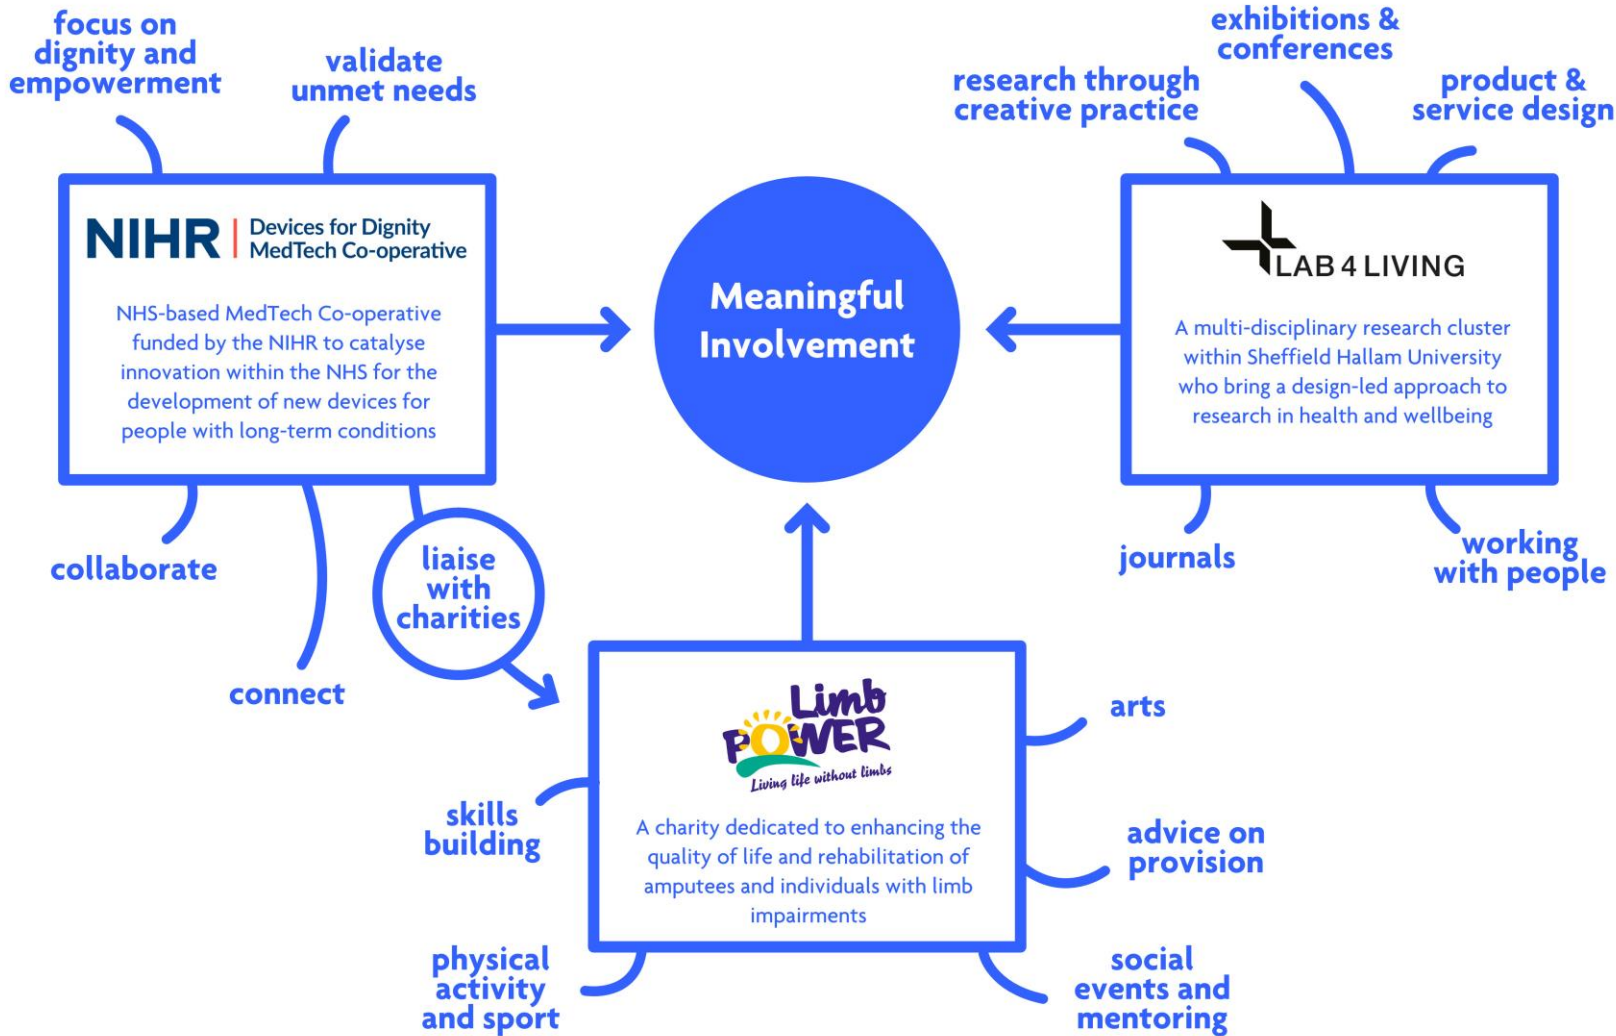 focus on
dignity and
empowerment
validate
unmet needs
NIHR | Devices for Dignity
MedTech Co-operative
NHS-based MedTech Co-operative
funded by the NIHR to catalyse
innovation within the NHS for the
development of new devices for
people with long-term conditions
collaborate
connect
liaise
with
charities
Meaningful
Involvement
exhibitions &
conferences
research through
creative practice
product &
service design
LAB 4 LIVING
A multi-disciplinary research cluster
within Sheffield Hallam University
who bring a design-led approach to
research in health and wellbeing
journals
working
with people
Limb
POWER
Living life without limbs
A charity dedicated to enhancing the
quality of life and rehabilitation of
amputees and individuals with limb
impairments
skills
building
physical
activity
and sport
arts
advice on
provision
social
events and
mentoring